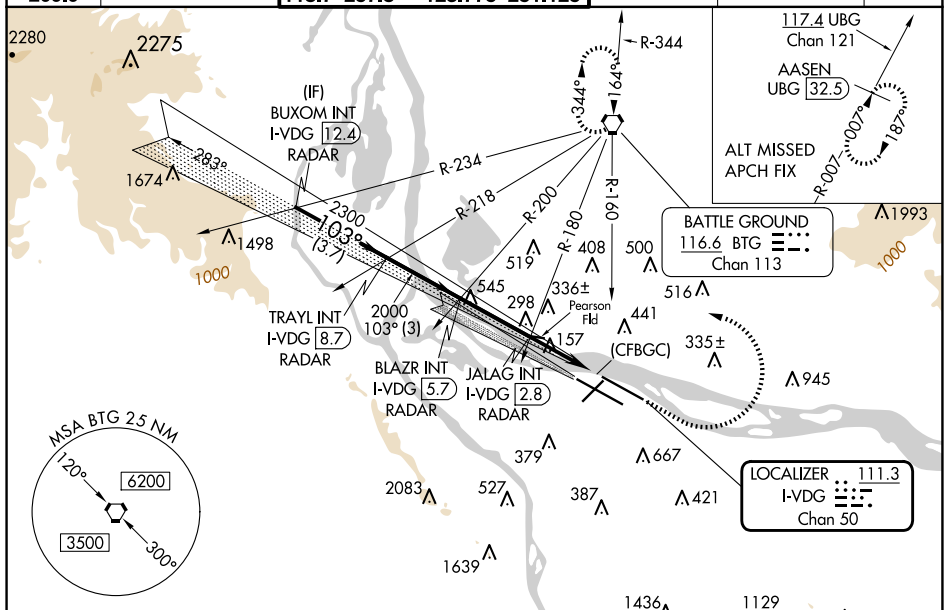 2280
2275
(IF)
BUXOM INT
I-VDG 12.4
RADAR
283°
1674
1498
1000
2300
103°
(3.7)
R-234
R-218
R-200
R-180
R-160
R-344
344°
164°
117.4 UBG
Chan 121
AASEN
UBG 32.5
007°
187°
R-007
ALT MISSED
APCH FIX
BATTLE GROUND
116.6 BTG
Chan 113
1993
1000
519
408
500
516
545
298
336±
Pearson
Fld
157
441
(CFBGC)
335±
945
TRAYL INT
I-VDG 8.7
RADAR
2000
103° (3)
BLAZR INT
I-VDG 5.7
RADAR
JALAG INT
I-VDG 2.8
RADAR
MSA BTG 25 NM
120°
6200
3500
300°
379
667
2083
527
387
421
1639
1436
1129
LOCALIZER 111.3
I-VDG
Chan 50